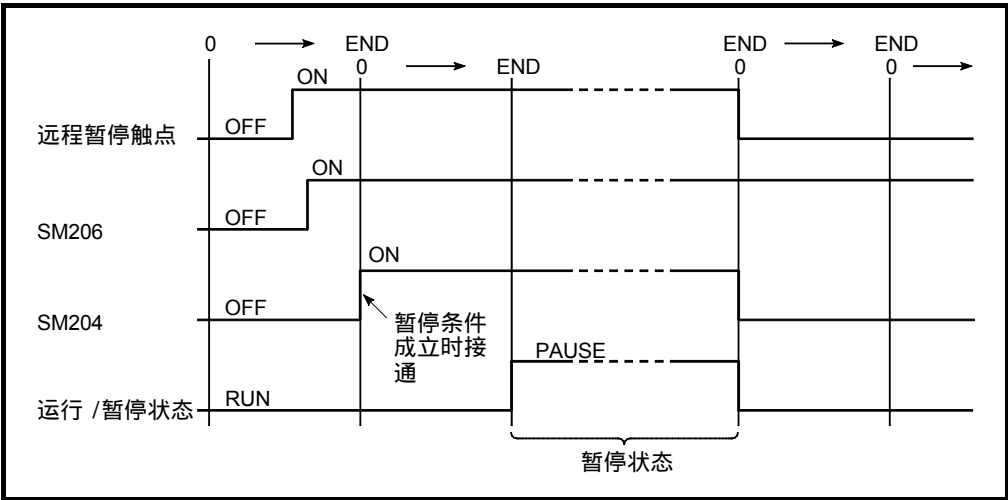 0 END END END
0 END 0 0
ON
远程暂停触点 OFF
ON
SM206 OFF
ON
SM204 OFF
暂停条件
成立时接
通
PAUSE
运行 /暂停状态 RUN
暂停状态